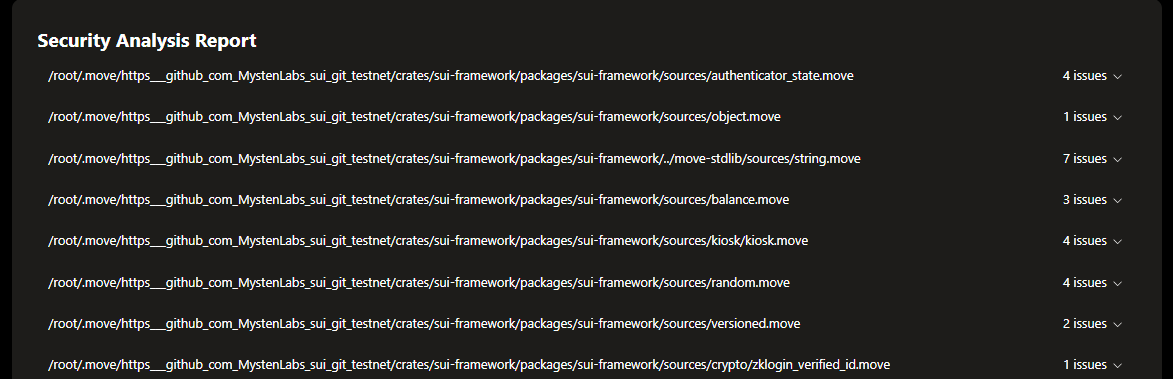 Security Analysis Report
/root/.move/https___github_com_MystenLabs_sui_git_testnet/crates/sui-framework/packages/sui-framework/sources/authenticator_state.move 4 issues
/root/.move/https___github_com_MystenLabs_sui_git_testnet/crates/sui-framework/packages/sui-framework/sources/object.move 1 issues
/root/.move/https___github_com_MystenLabs_sui_git_testnet/crates/sui-framework/packages/sui-framework/../move-stdlib/sources/string.move 7 issues
/root/.move/https___github_com_MystenLabs_sui_git_testnet/crates/sui-framework/packages/sui-framework/sources/balance.move 3 issues
/root/.move/https___github_com_MystenLabs_sui_git_testnet/crates/sui-framework/packages/sui-framework/sources/kiosk/kiosk.move 4 issues
/root/.move/https___github_com_MystenLabs_sui_git_testnet/crates/sui-framework/packages/sui-framework/sources/random.move 4 issues
/root/.move/https___github_com_MystenLabs_sui_git_testnet/crates/sui-framework/packages/sui-framework/sources/versioned.move 2 issues
/root/.move/https___github_com_MystenLabs_sui_git_testnet/crates/sui-framework/packages/sui-framework/sources/crypto/zklogin_verified_id.move 1 issues